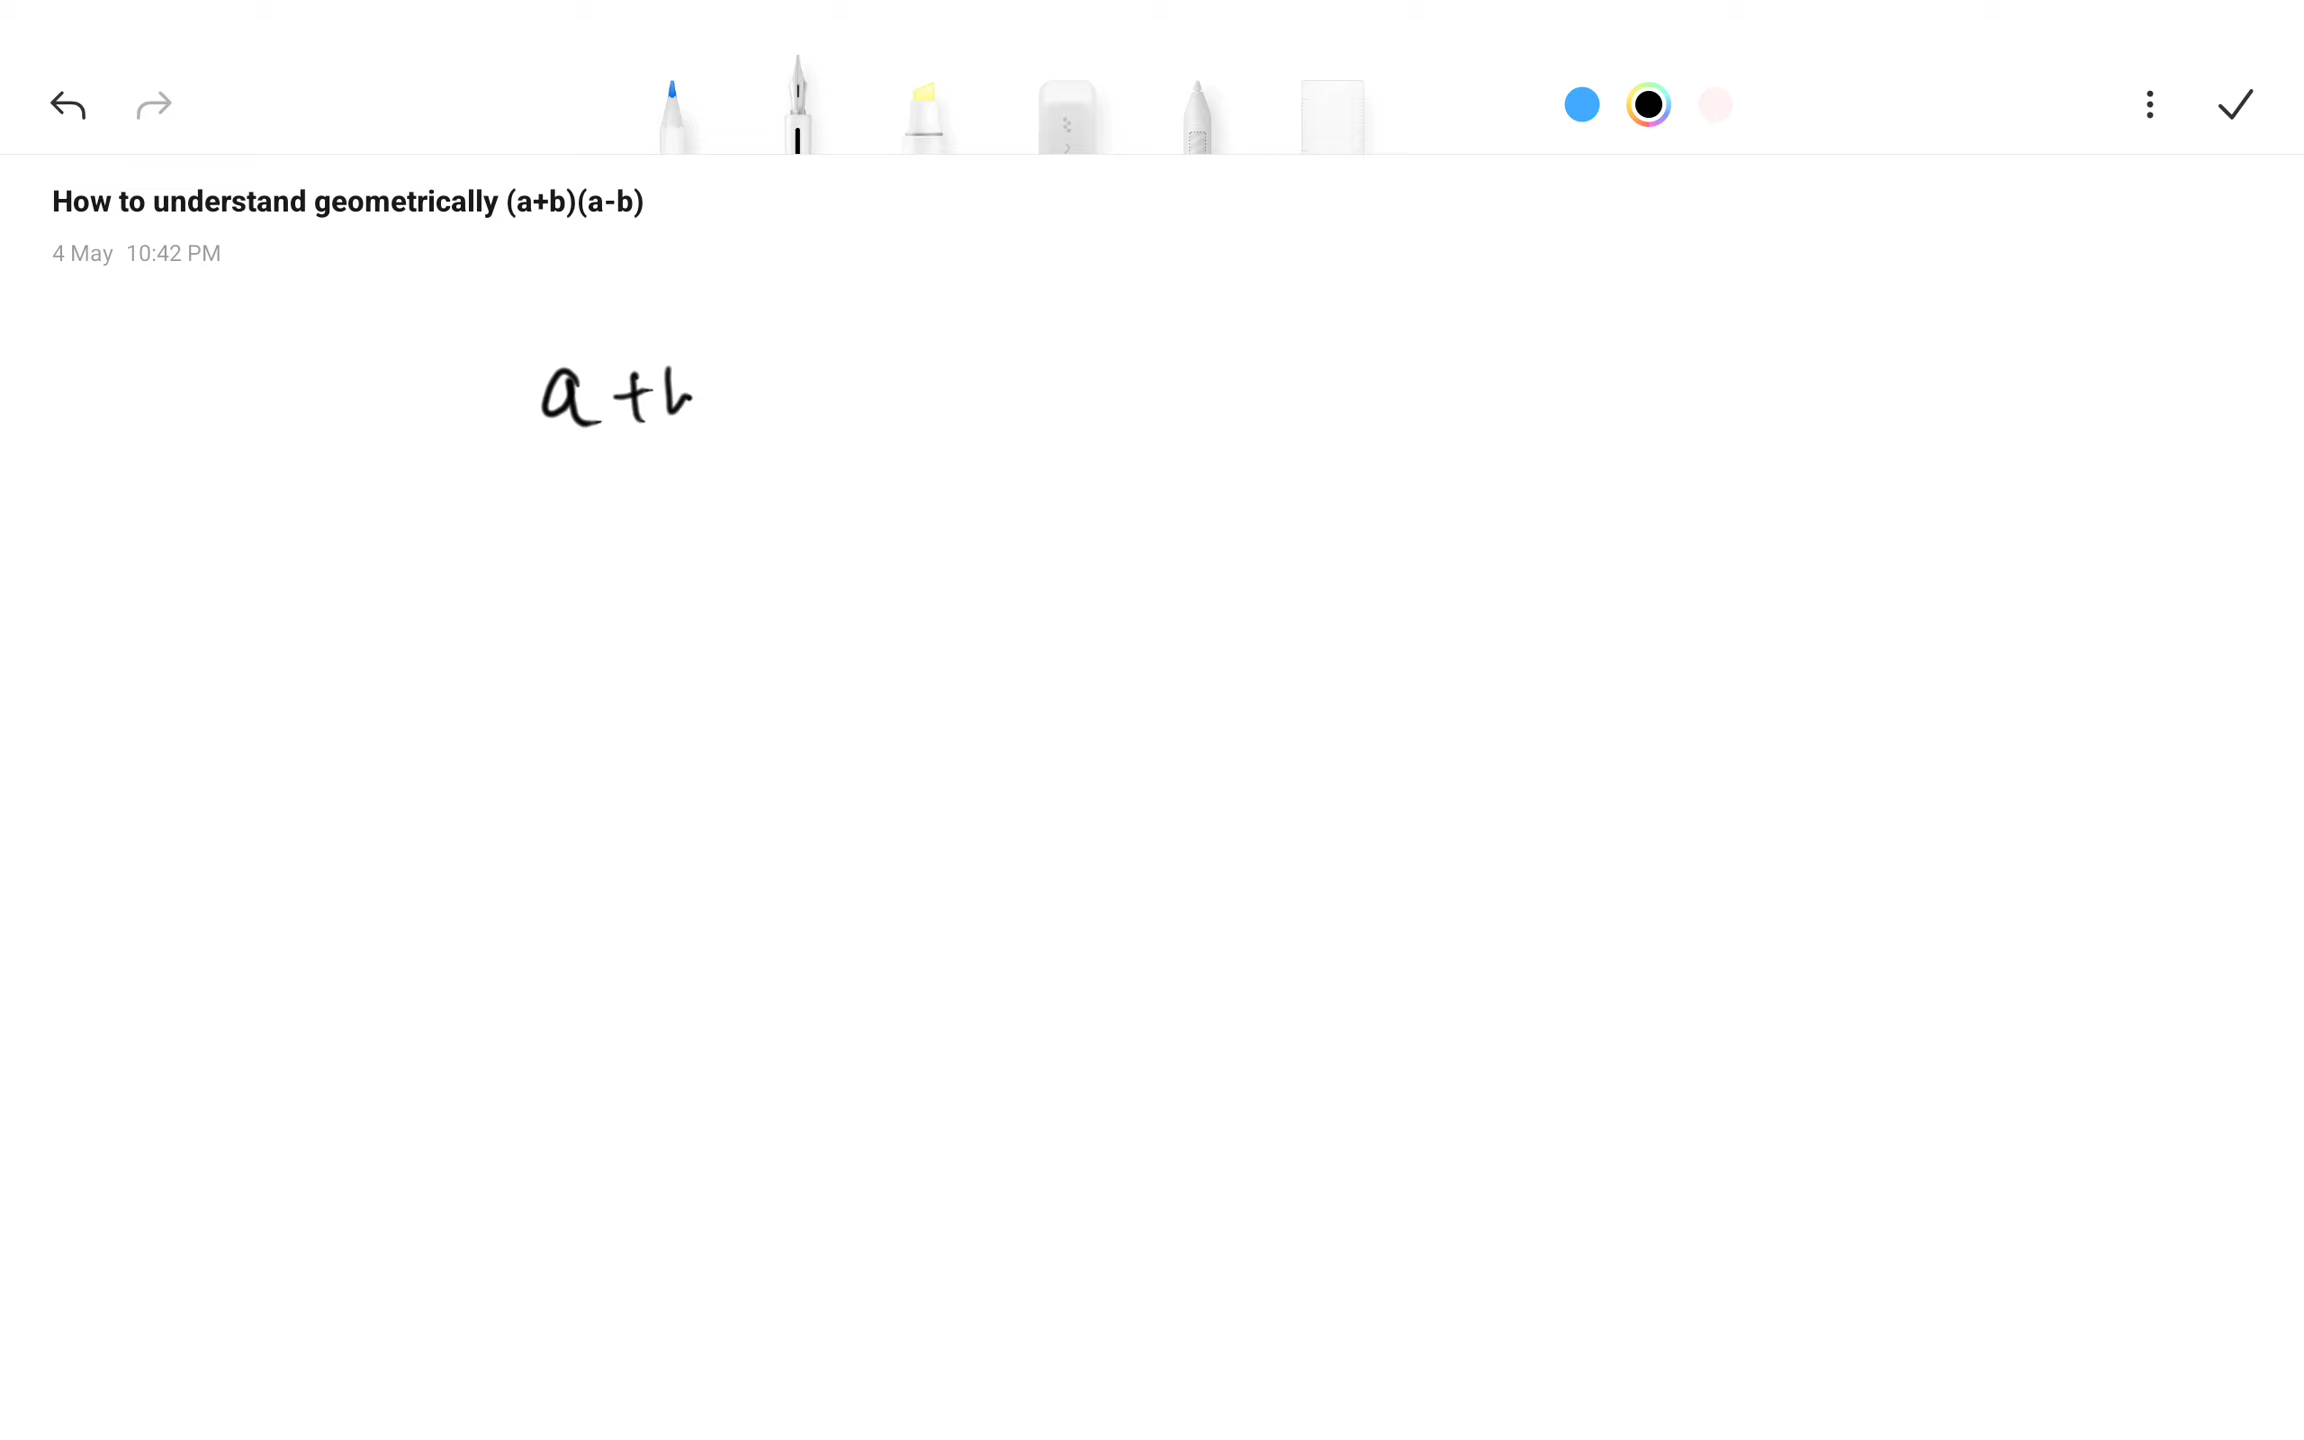 How to understand geometrically (a+b)(a-b)
4 May 10:42 PM
a+b